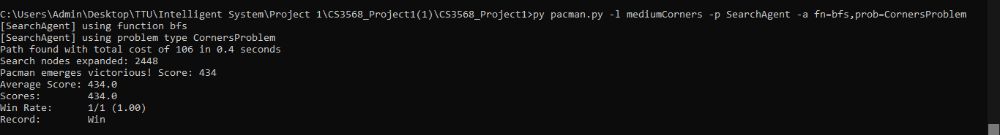 C:\Users\Admin\Desktop\TTU\Intelligent System\Project 1\CS3568_Project1(1)\CS3568_Project1>py pacman.py -l mediumCorners -p SearchAgent -a fn=bfs,prob=CornersProblem
[SearchAgent] using function bfs
[SearchAgent] using problem type CornersProblem
Path found with total cost of 106 in 0.4 seconds
Search nodes expanded: 2448
Pacman emerges victorious! Score: 434
Average Score: 434.0
Scores:        434.0
Win Rate:      1/1 (1.00)
Record:        Win